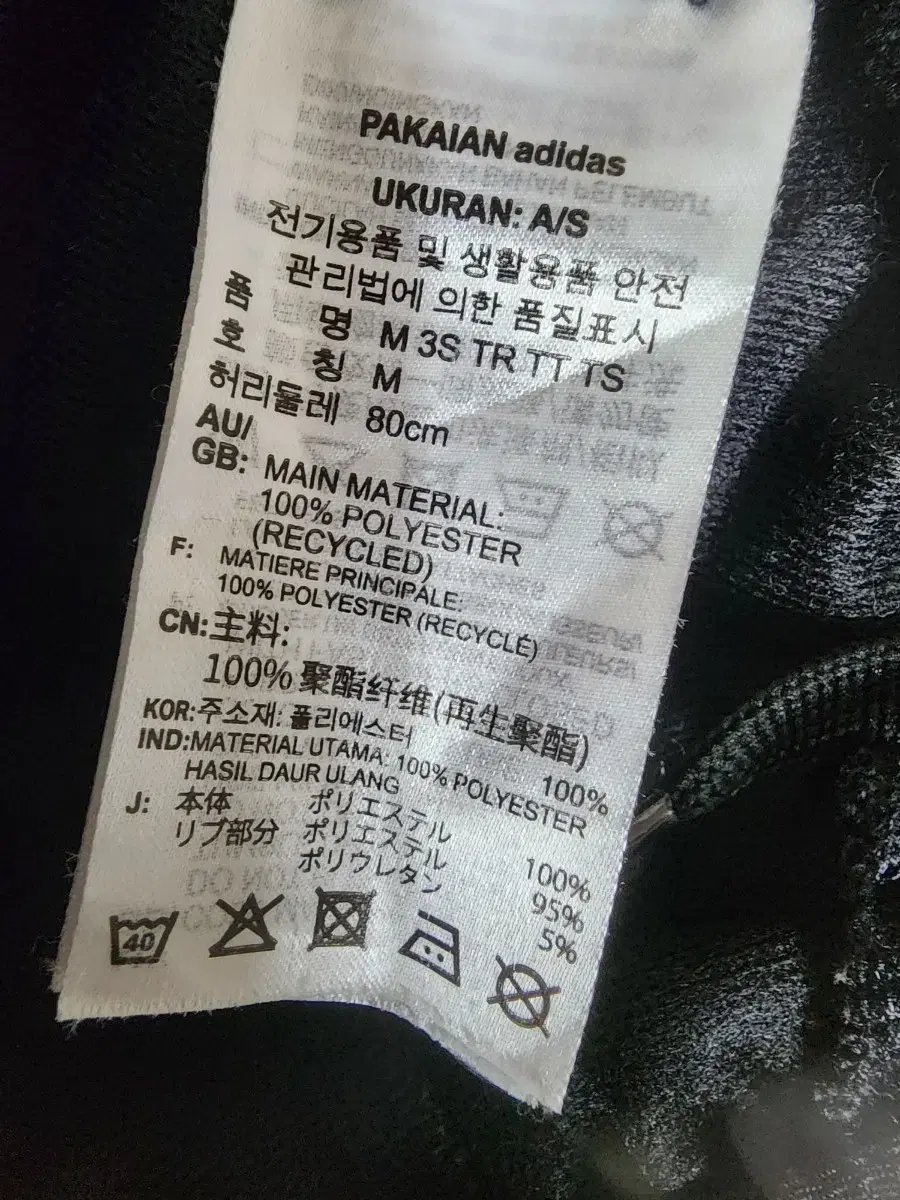 PAKAIAN adidas
UKURAN: A/S
전기용품 및 생활용품 안전
관리법에 의한 품질표시
품 명 M 3S TR TT TS
호 칭 M
허리둘레 80cm
AU/
GB: MAIN MATERIAL:
100% POLYESTER
(RECYCLED)
F: MATIERE PRINCIPALE:
100% POLYESTER (RECYCLÉ)
CN:主料:
100% 聚酯纤维(再生聚酯)
KOR:주소재: 폴리에스터 100%
IND:MATERIAL UTAMA: 100% POLYESTER
HASIL DAUR ULANG
J: 本体 ポリエステル 100%
リブ部分 ポリエステル 95%
ポリウレタン 5%
40